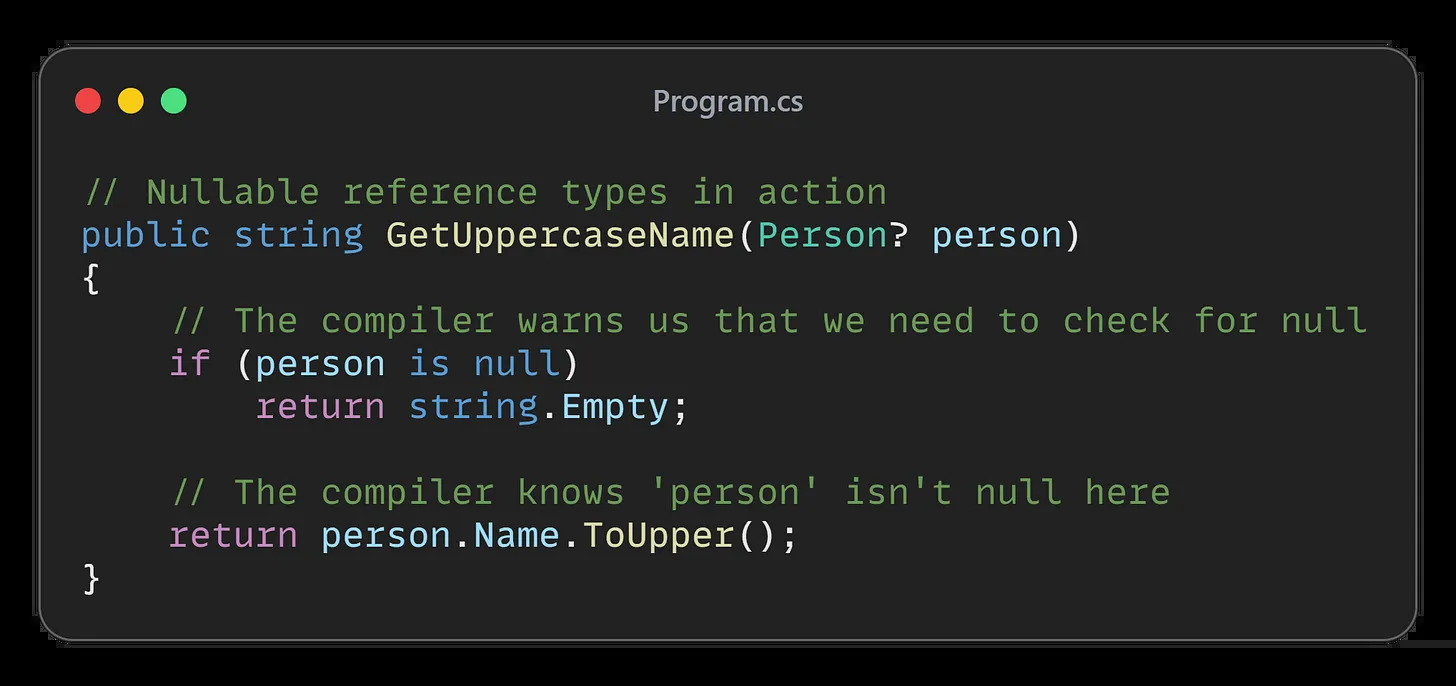 Program.cs
// Nullable reference types in action
public string GetUppercaseName(Person? person)
{
    // The compiler warns us that we need to check for null
    if (person is null)
        return string.Empty;

    // The compiler knows 'person' isn't null here
    return person.Name.ToUpper();
}